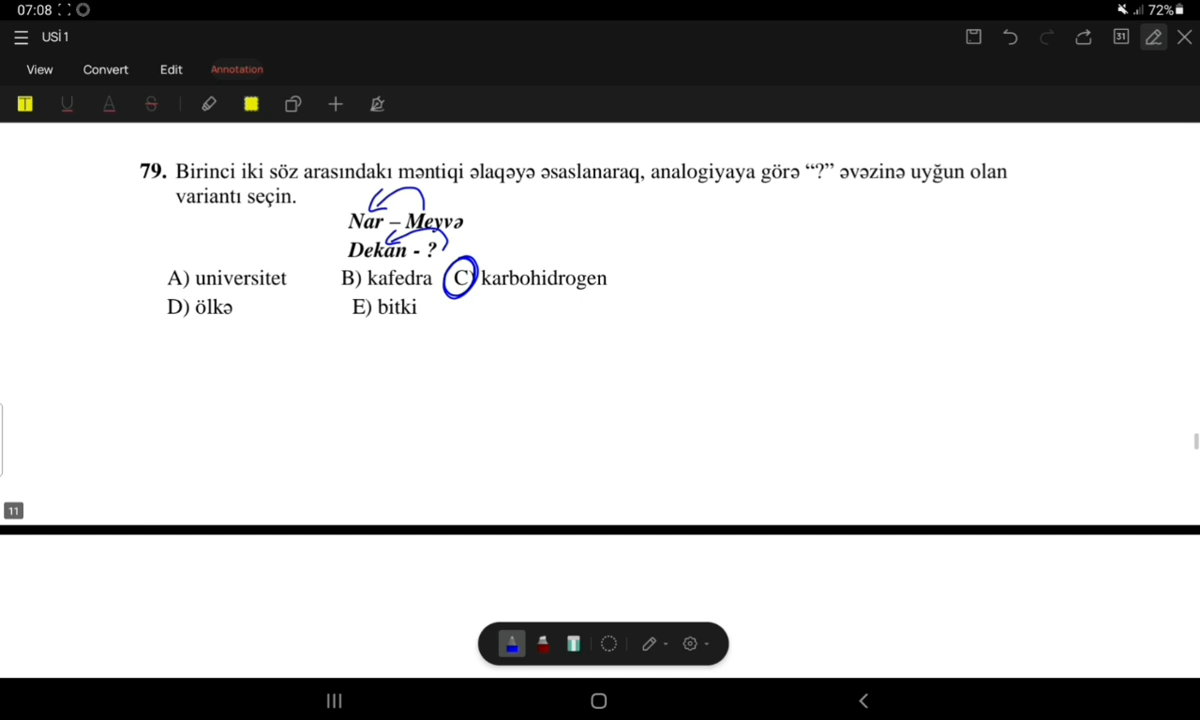 07:08
72%
USİ 1
31
View Convert Edit Annotation
T U A S
79. Birinci iki söz arasındakı məntiqi əlaqəyə əsaslanaraq, analogiyaya görə “?” əvəzinə uyğun olan
variantı seçin.
Nar – Meyvə
Dekan - ?
A) universitet B) kafedra C) karbohidrogen
D) ölkə E) bitki
11